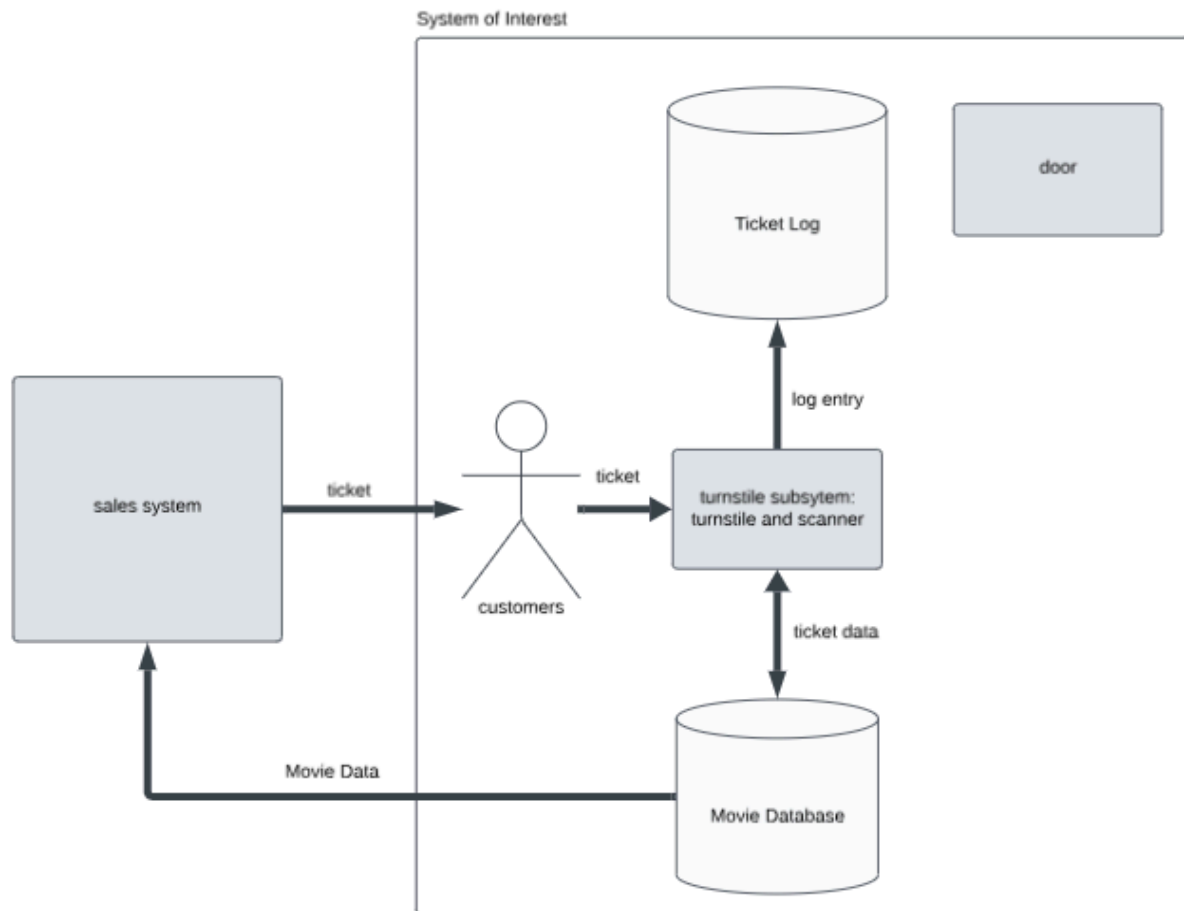 System of Interest
door
Ticket Log
log entry
sales system
ticket
ticket
turnstile subsytem:
turnstile and scanner
customers
ticket data
Movie Data
Movie Database